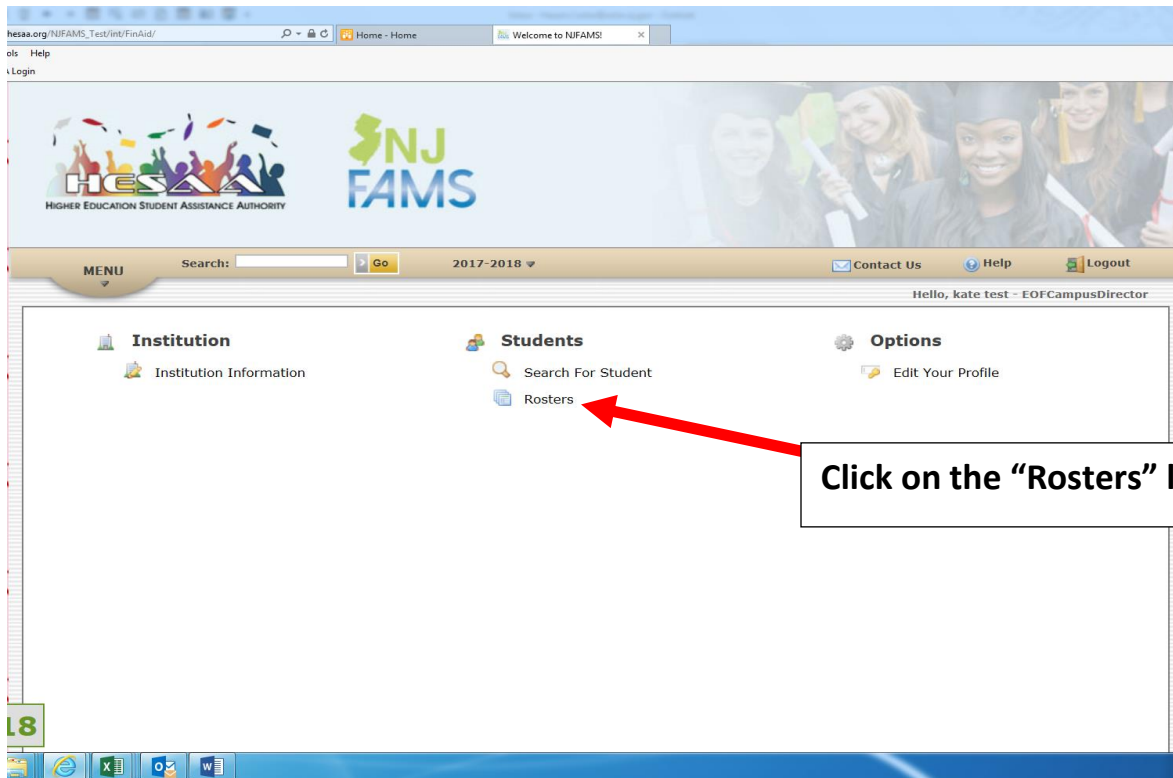 hesaa.org/NJFAMS_Test/int/FinAid/ Home - Home Welcome to NJFAMS!
ols Help
Login
HESAA
HIGHER EDUCATION STUDENT ASSISTANCE AUTHORITY
NJ
FAMS
MENU Search: Go 2017-2018 Contact Us Help Logout
Hello, kate test - EOFCampusDirector
Institution Students Options
Institution Information Search For Student Edit Your Profile
Rosters
Click on the “Rosters”
18